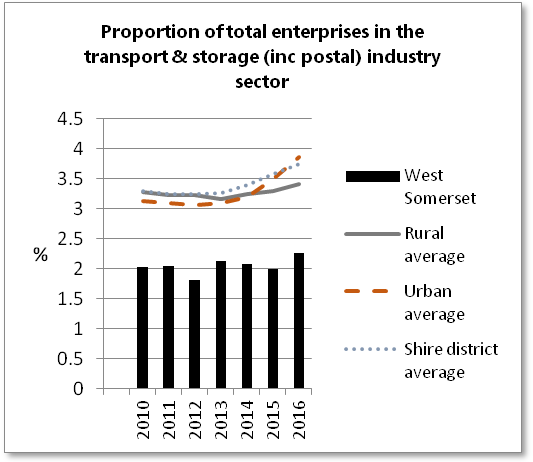 Proportion of total enterprises in the
transport & storage (inc postal) industry
sector
4.5
4
3.5
3
2.5
2
1.5
1
0.5
0
%
2010
2011
2012
2013
2014
2015
2016
West
Somerset
Rural
average
Urban
average
Shire district
average